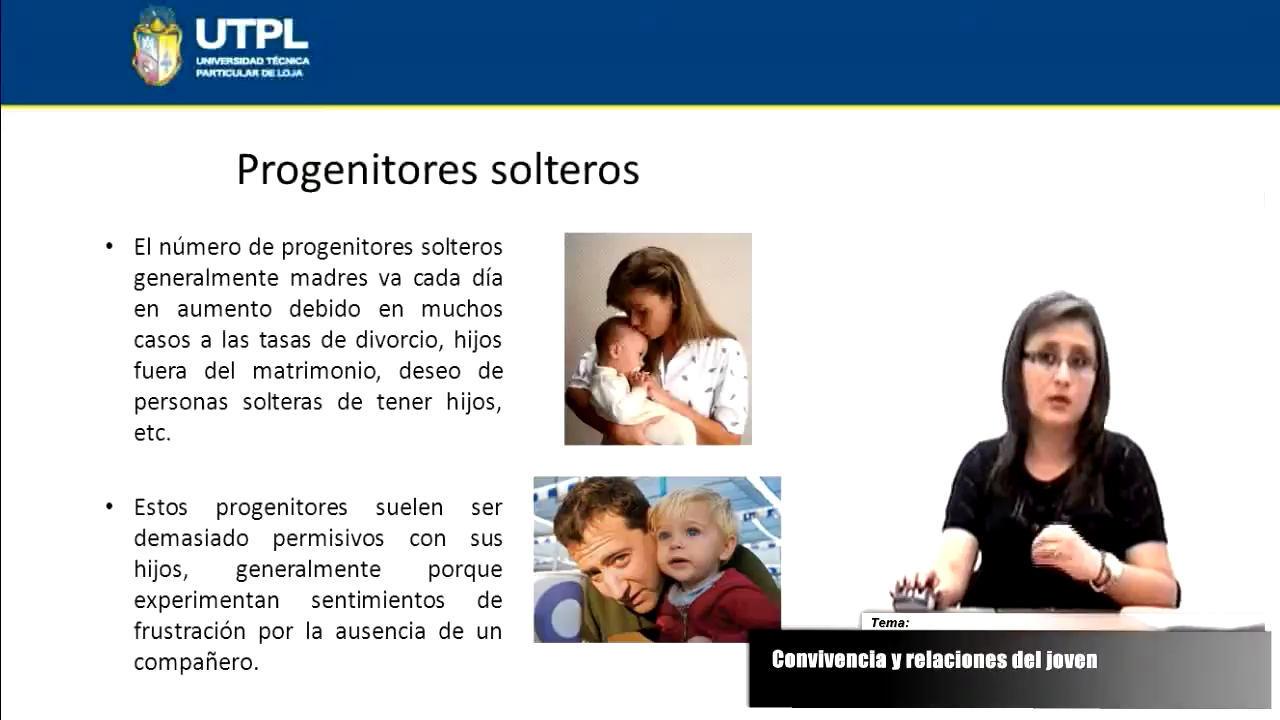 UTPL
UNIVERSIDAD TÉCNICA
PARTICULAR DE LOJA
Progenitores solteros
• El número de progenitores solteros
generalmente madres va cada día
en aumento debido en muchos
casos a las tasas de divorcio, hijos
fuera del matrimonio, deseo de
personas solteras de tener hijos,
etc.
• Estos progenitores suelen ser
demasiado permisivos con sus
hijos, generalmente porque
experimentan sentimientos de
frustración por la ausencia de un
compañero.
Tema:
Convivencia y relaciones del joven